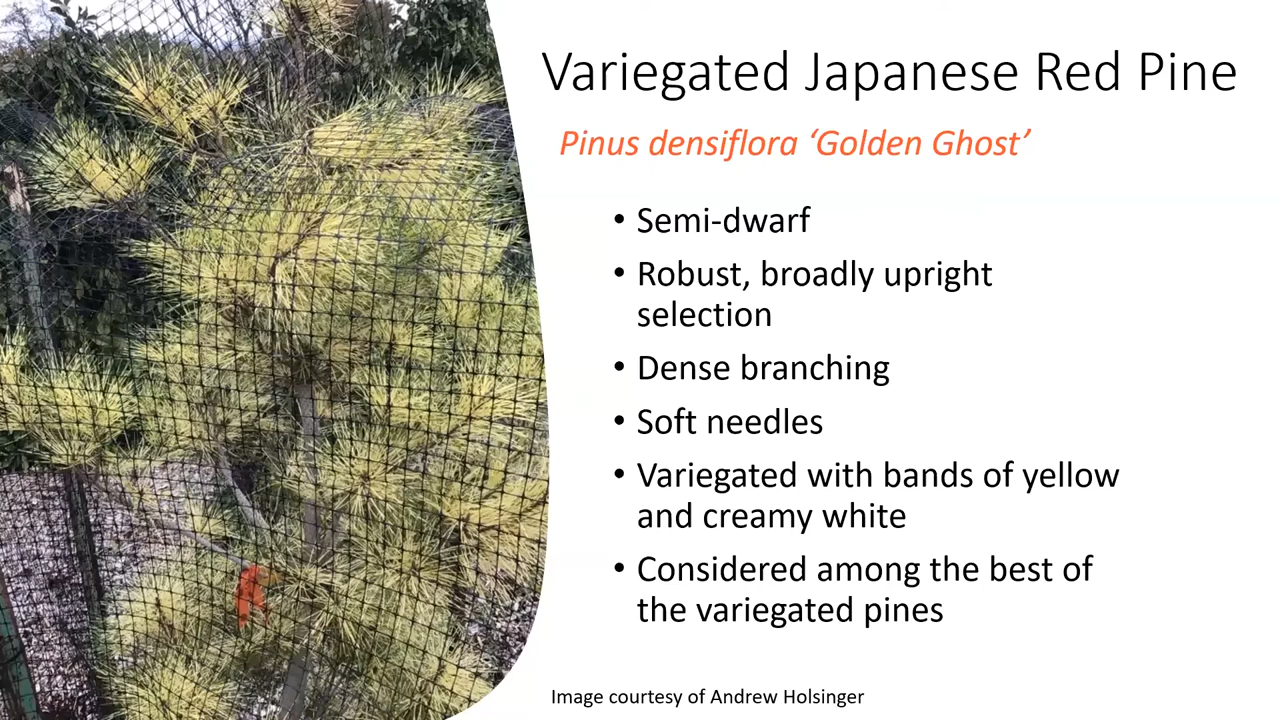 Variegated Japanese Red Pine
Pinus densiflora ‘Golden Ghost’
• Semi-dwarf
• Robust, broadly upright
selection
• Dense branching
• Soft needles
• Variegated with bands of yellow
and creamy white
• Considered among the best of
the variegated pines
Image courtesy of Andrew Holsinger